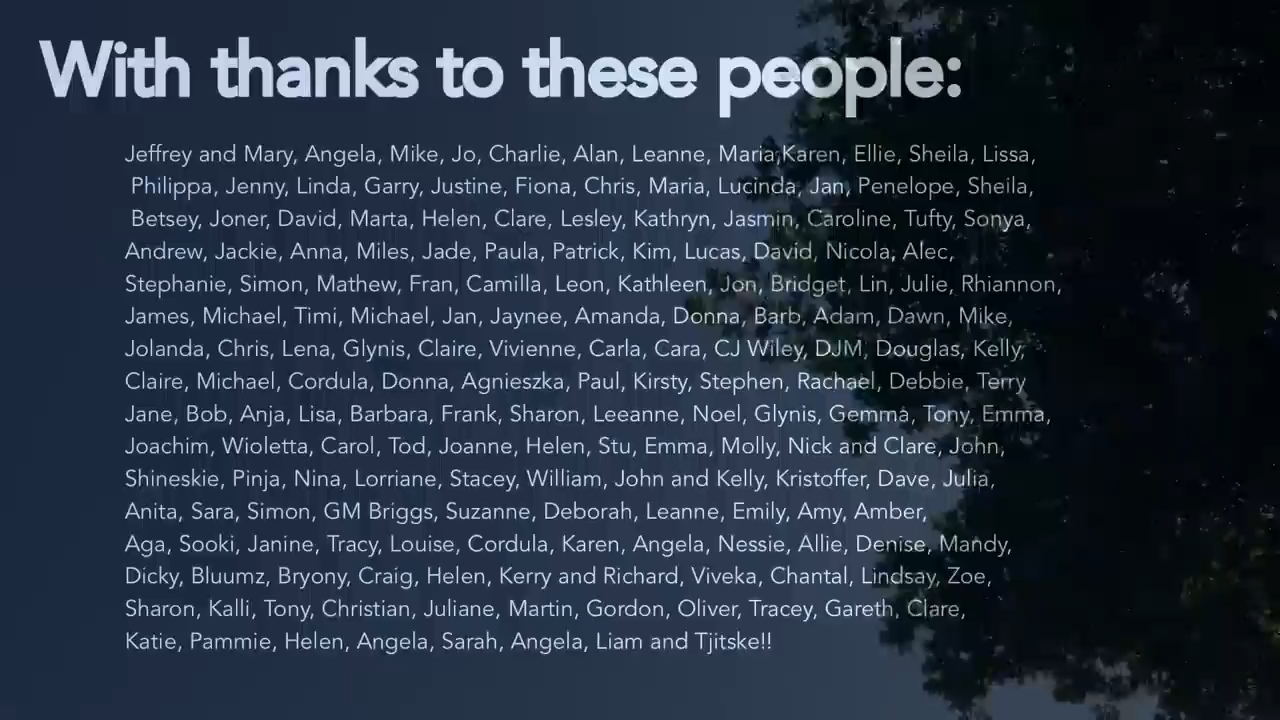 With thanks to these people:
Jeffrey and Mary, Angela, Mike, Jo, Charlie, Alan, Leanne, Maria,Karen, Ellie, Sheila, Lissa,
Philippa, Jenny, Linda, Garry, Justine, Fiona, Chris, Maria, Lucinda, Jan, Penelope, Sheila,
Betsey, Joner, David, Marta, Helen, Clare, Lesley, Kathryn, Jasmin, Caroline, Tufty, Sonya,
Andrew, Jackie, Anna, Miles, Jade, Paula, Patrick, Kim, Lucas, David, Nicola, Alec,
Stephanie, Simon, Mathew, Fran, Camilla, Leon, Kathleen, Jon, Bridget, Lin, Julie, Rhiannon,
James, Michael, Timi, Michael, Jan, Jaynee, Amanda, Donna, Barb, Adam, Dawn, Mike,
Jolanda, Chris, Lena, Glynis, Claire, Vivienne, Carla, Cara, CJ Wiley, DJM, Douglas, Kelly,
Claire, Michael, Cordula, Donna, Agnieszka, Paul, Kirsty, Stephen, Rachael, Debbie, Terry
Jane, Bob, Anja, Lisa, Barbara, Frank, Sharon, Leeanne, Noel, Glynis, Gemma, Tony, Emma,
Joachim, Wioletta, Carol, Tod, Joanne, Helen, Stu, Emma, Molly, Nick and Clare, John,
Shineskie, Pinja, Nina, Lorriane, Stacey, William, John and Kelly, Kristoffer, Dave, Julia,
Anita, Sara, Simon, GM Briggs, Suzanne, Deborah, Leanne, Emily, Amy, Amber,
Aga, Sooki, Janine, Tracy, Louise, Cordula, Karen, Angela, Nessie, Allie, Denise, Mandy,
Dicky, Bluumz, Bryony, Craig, Helen, Kerry and Richard, Viveka, Chantal, Lindsay, Zoe,
Sharon, Kalli, Tony, Christian, Juliane, Martin, Gordon, Oliver, Tracey, Gareth, Clare,
Katie, Pammie, Helen, Angela, Sarah, Angela, Liam and Tjitske!!